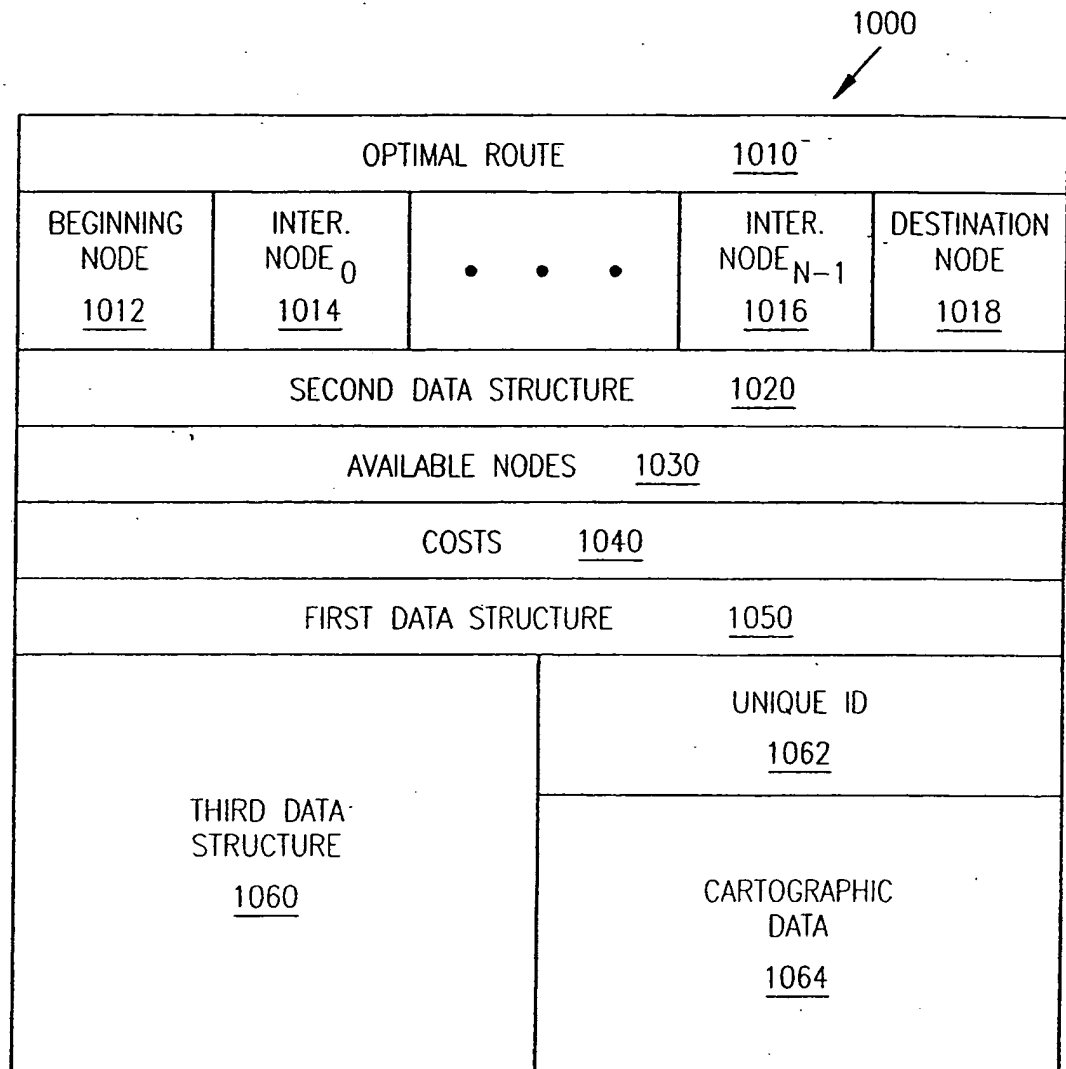 1000
OPTIMAL ROUTE 1010
BEGINNING
NODE
1012
INTER.
NODE0
1014
• • •
INTER.
NODEN-1
1016
DESTINATION
NODE
1018
SECOND DATA STRUCTURE 1020
AVAILABLE NODES 1030
COSTS 1040
FIRST DATA STRUCTURE 1050
THIRD DATA
STRUCTURE
1060
UNIQUE ID
1062
CARTOGRAPHIC
DATA
1064